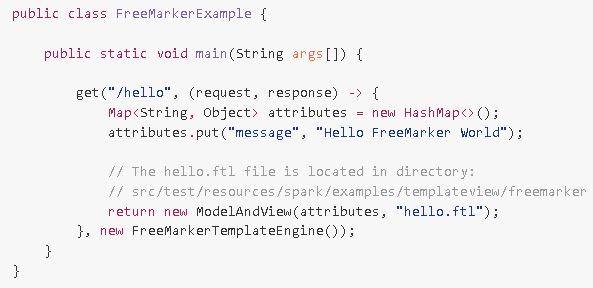 public class FreeMarkerExample {
public static void main(String args[]) {
get("/hello", (request, response) -> {
Map<String, Object> attributes = new HashMap<>();
attributes.put("message", "Hello FreeMarker World");
// The hello.ftl file is located in directory:
// src/test/resources/spark/examples/templateview/freemarker
return new ModelAndView(attributes, "hello.ftl");
}, new FreeMarkerTemplateEngine());
}
}